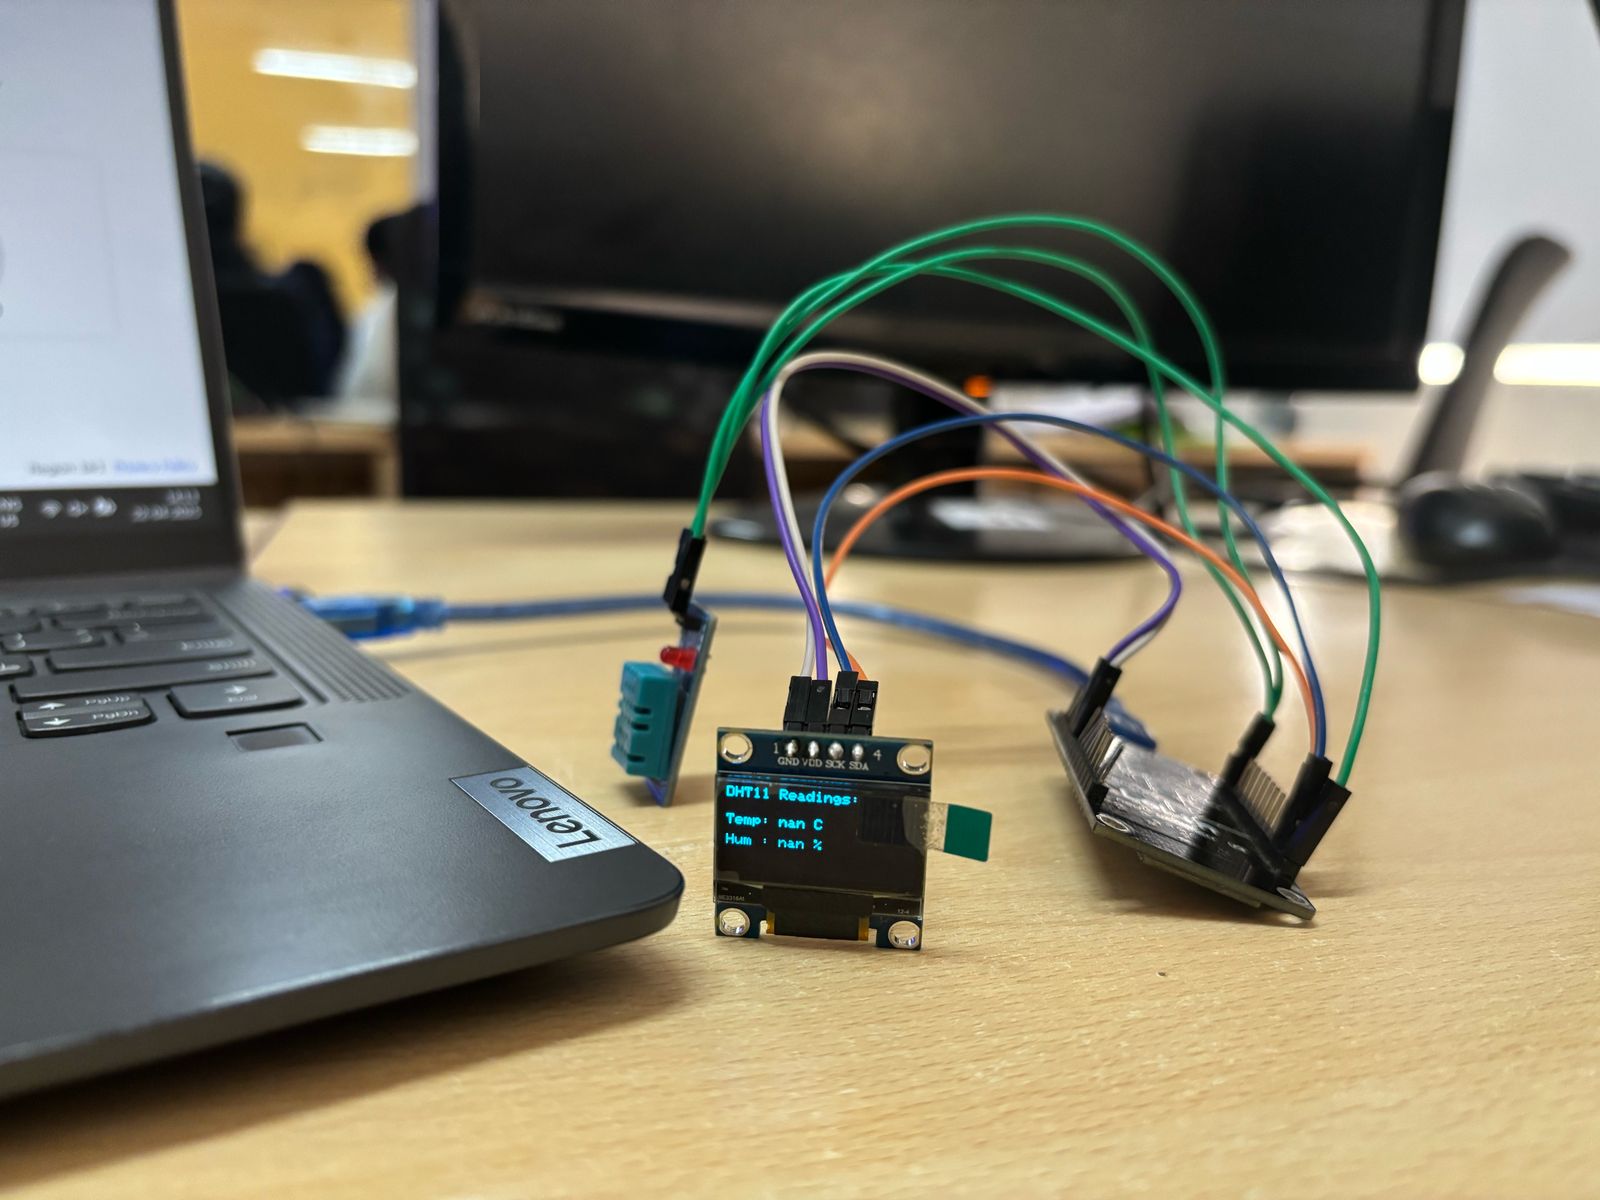 PgUp
PgDn
Lenovo
1 4
GND VDD SCK SDA
DHT11 Readings:
Temp: nan C
Hum : nan %